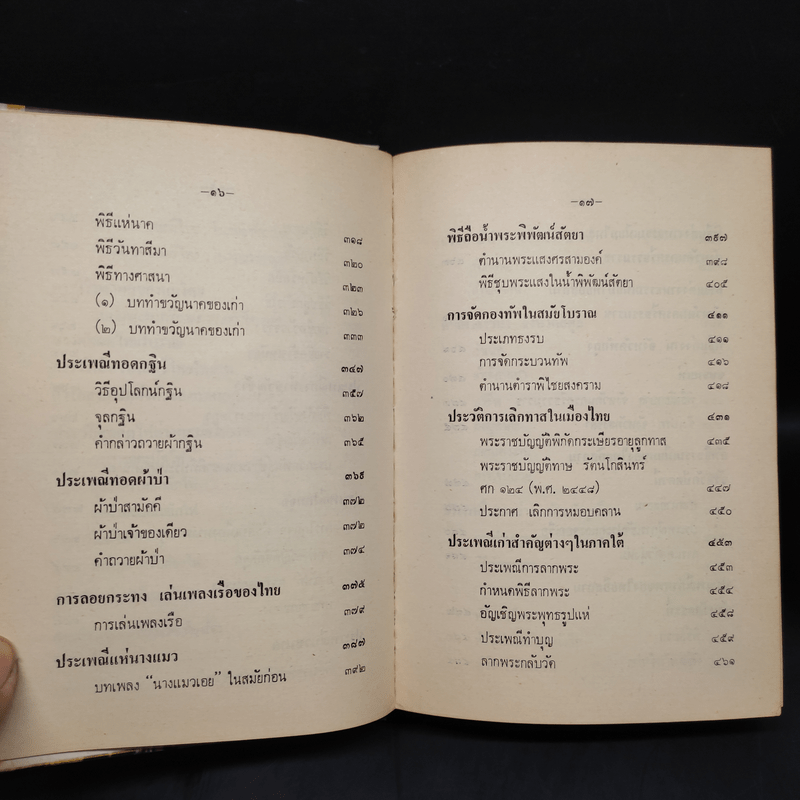 –๑๖–
พิธีแห่นาค ๓๑๘
พิธีวันทาสีมา ๓๒๐
พิธีทางศาสนา ๓๒๓
(๑) บททำขวัญนาคของเก่า ๓๒๖
(๒) บททำขวัญนาคของเก่า ๓๓๓
ประเพณีทอดกฐิน ๓๔๗
วิธีอุปโลกน์กฐิน ๓๕๗
จุลกฐิน ๓๖๒
คำกล่าวถวายผ้ากฐิน ๓๖๕
ประเพณีทอดผ้าป่า ๓๖๙
ผ้าป่าสามัคคี ๓๗๒
ผ้าป่าเจ้าของเดียว ๓๗๒
คำถวายผ้าป่า ๓๗๔
การลอยกระทง เล่นเพลงเรือของไทย ๓๗๕
การเล่นเพลงเรือ ๓๗๙
ประเพณีแห่นางแมว ๓๘๗
บทเพลง “นางแมวเอย” ในสมัยก่อน ๓๙๒
–๑๗–
พิธีถือน้ำพระพิพัฒน์สัตยา ๓๙๗
ตำนานพระแสงศรสามองค์ ๓๙๘
พิธีชุบพระแสงในน้ำพิพัฒน์สัตยา ๔๐๕
การจัดกองทัพในสมัยโบราณ ๔๑๑
ประเภทธงรบ ๔๑๑
การจัดกระบวนทัพ ๔๑๖
ตำนานตำราพิไชยสงคราม ๔๑๘
ประวัติการเลิกทาสในเมืองไทย ๔๓๑
พระราชบัญญัติพิกัดกระเษียรอายุลูกทาส ๔๓๕
พระราชบัญญัติทาษ รัตนโกสินทร์
ศก ๑๒๔ (พ.ศ. ๒๔๔๘) ๔๔๗
ประกาศ เลิกการหมอบคลาน ๔๕๐
ประเพณีเก่าสำคัญต่างๆในภาคใต้ ๔๕๓
ประเพณีการลากพระ ๔๕๓
กำหนดพิธีลากพระ ๔๕๔
อัญเชิญพระพุทธรูปแห่ ๔๕๘
ประเพณีทำบุญ ๔๕๙
ลากพระกลับวัด ๔๖๑